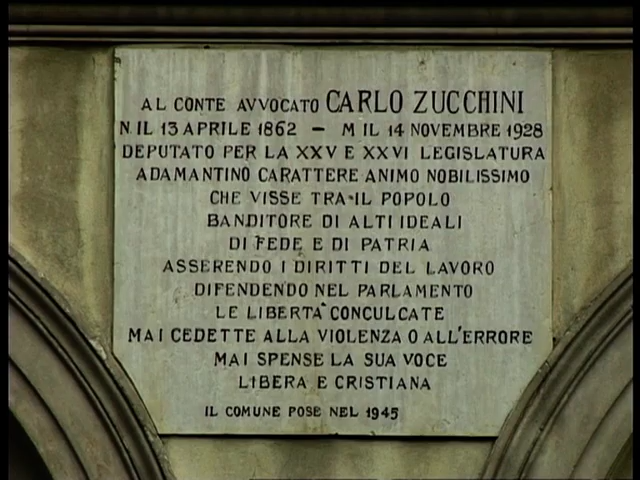 AL CONTE AVVOCATO CARLO ZUCCHINI
N. IL 13 APRILE 1862 – M IL 14 NOVEMBRE 1928
DEPUTATO PER LA XXV E XXVI LEGISLATURA
ADAMANTINO CARATTERE ANIMO NOBILISSIMO
CHE VISSE TRA IL POPOLO
BANDITORE DI ALTI IDEALI
DI FEDE E DI PATRIA
ASSERENDO I DIRITTI DEL LAVORO
DIFENDENDO NEL PARLAMENTO
LE LIBERTA' CONCULCATE
MAI CEDETTE ALLA VIOLENZA O ALL'ERRORE
MAI SPENSE LA SUA VOCE
LIBERA E CRISTIANA
IL COMUNE POSE NEL 1945